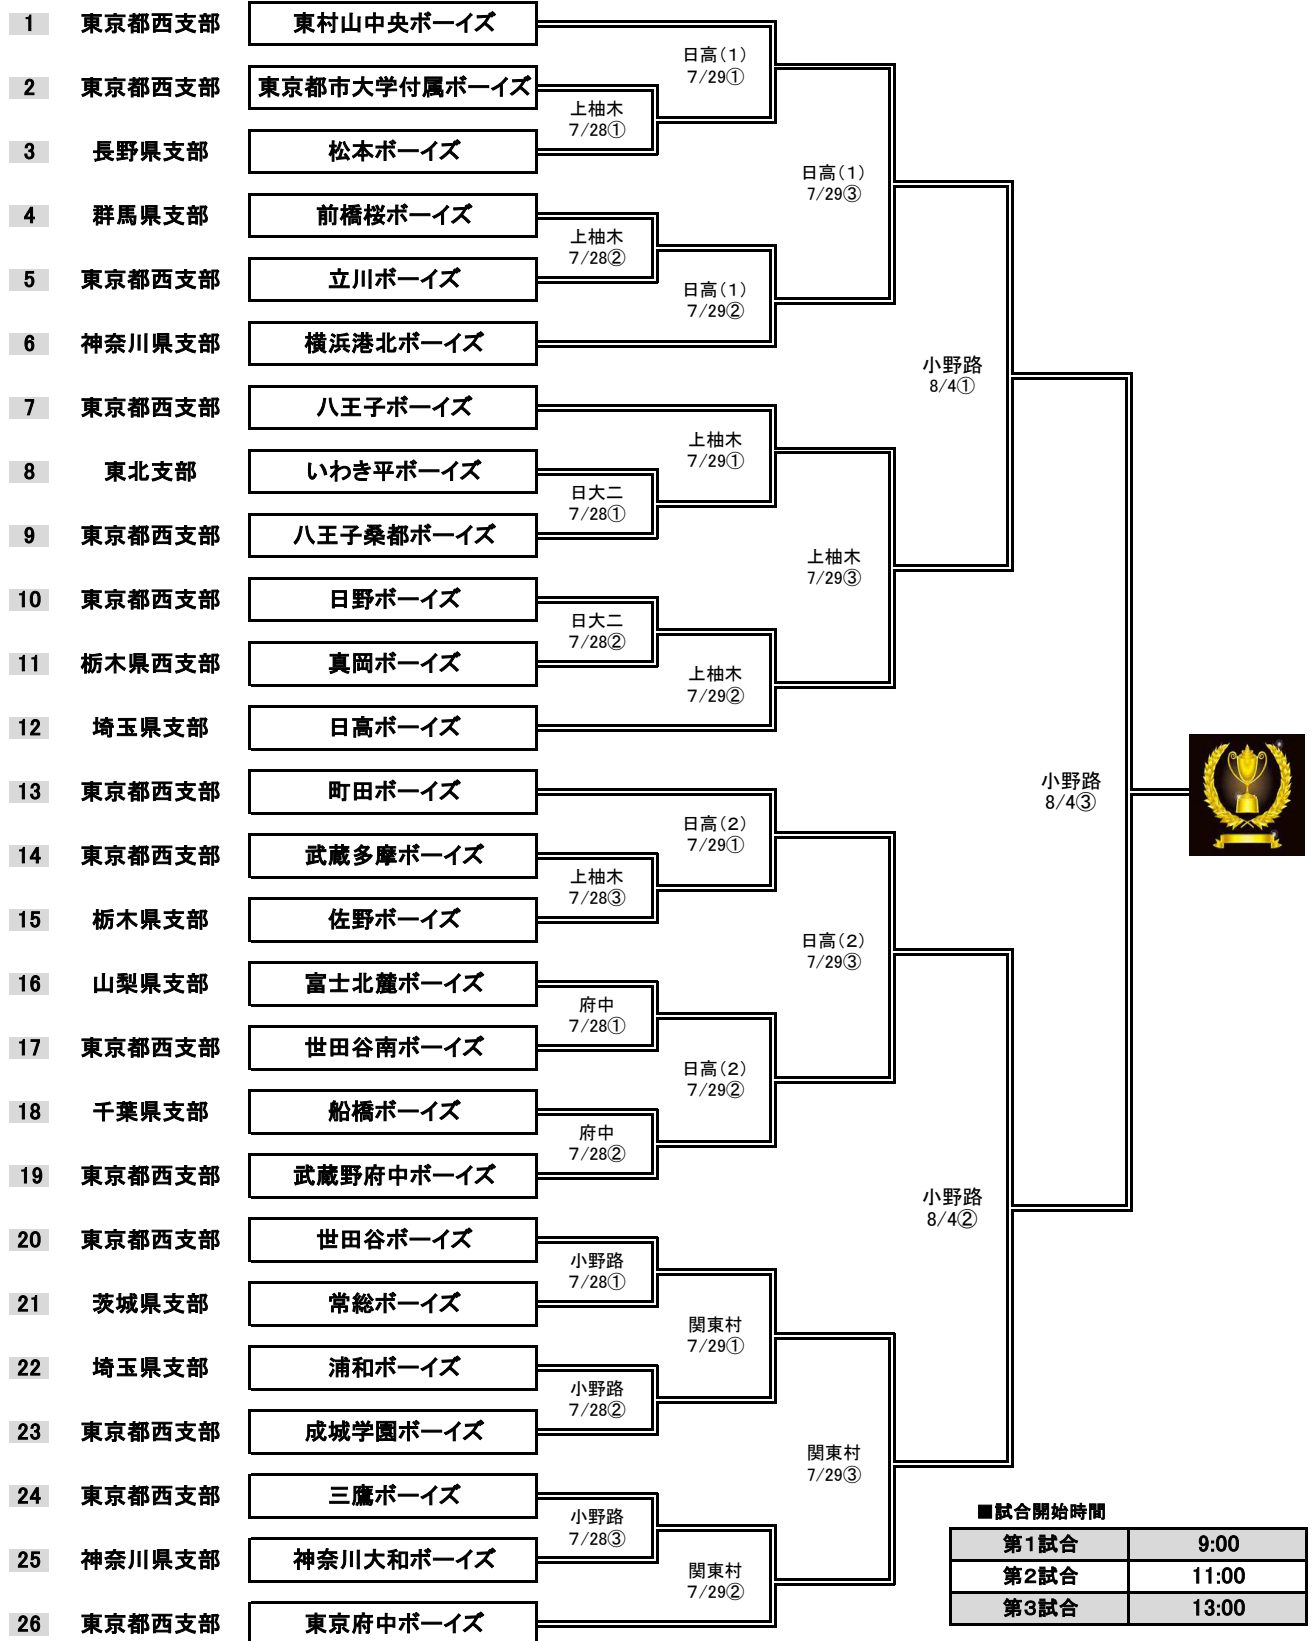 1 東京都西支部 東村山中央ボーイズ
日高(1)
7/29①
2 東京都西支部 東京都市大学付属ボーイズ
上柚木
7/28①
3 長野県支部 松本ボーイズ
日高(1)
7/29③
4 群馬県支部 前橋桜ボーイズ
上柚木
7/28②
5 東京都西支部 立川ボーイズ
日高(1)
7/29②
6 神奈川県支部 横浜港北ボーイズ
小野路
8/4①
7 東京都西支部 八王子ボーイズ
上柚木
7/29①
8 東北支部 いわき平ボーイズ
日大二
7/28①
9 東京都西支部 八王子桑都ボーイズ
上柚木
7/29③
10 東京都西支部 日野ボーイズ
日大二
7/28②
11 栃木県西支部 真岡ボーイズ
上柚木
7/29②
12 埼玉県支部 日高ボーイズ
13 東京都西支部 町田ボーイズ
小野路
8/4③
日高(2)
7/29①
14 東京都西支部 武蔵多摩ボーイズ
上柚木
7/28③
15 栃木県支部 佐野ボーイズ
日高(2)
7/29③
16 山梨県支部 富士北麓ボーイズ
府中
7/28①
17 東京都西支部 世田谷南ボーイズ
日高(2)
7/29②
18 千葉県支部 船橋ボーイズ
府中
7/28②
19 東京都西支部 武蔵野府中ボーイズ
小野路
8/4②
20 東京都西支部 世田谷ボーイズ
小野路
7/28①
21 茨城県支部 常総ボーイズ
関東村
7/29①
22 埼玉県支部 浦和ボーイズ
小野路
7/28②
23 東京都西支部 成城学園ボーイズ
関東村
7/29③
24 東京都西支部 三鷹ボーイズ
小野路
7/28③
25 神奈川県支部 神奈川大和ボーイズ
関東村
7/29②
26 東京都西支部 東京府中ボーイズ
■試合開始時間
第1試合 9:00
第2試合 11:00
第3試合 13:00